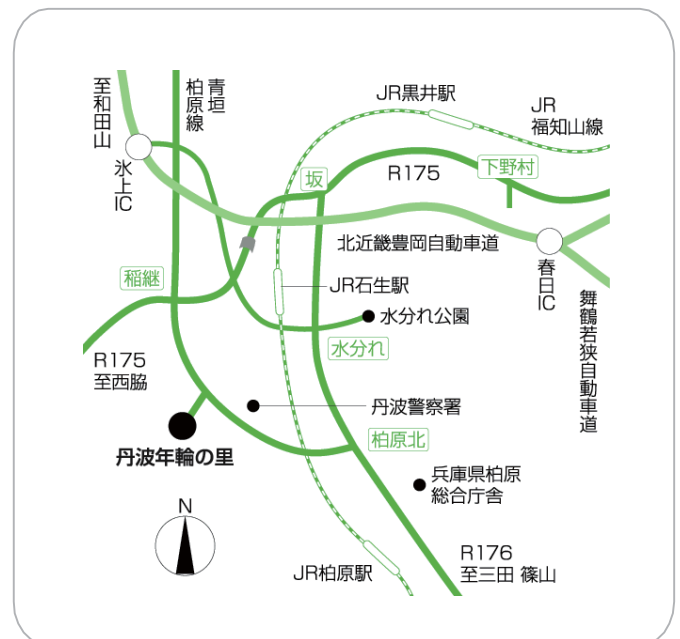 至和田山
青垣
柏原線
JR黒井駅
JR
福知山線
氷上
IC
坂
R175
下野村
北近畿豊岡自動車道
春日
IC
稲継
JR石生駅
舞鶴若狭自動車道
水分れ公園
水分れ
R175
至西脇
丹波警察署
丹波年輪の里
柏原北
兵庫県柏原
総合庁舎
N
JR柏原駅
R176
至三田 篠山